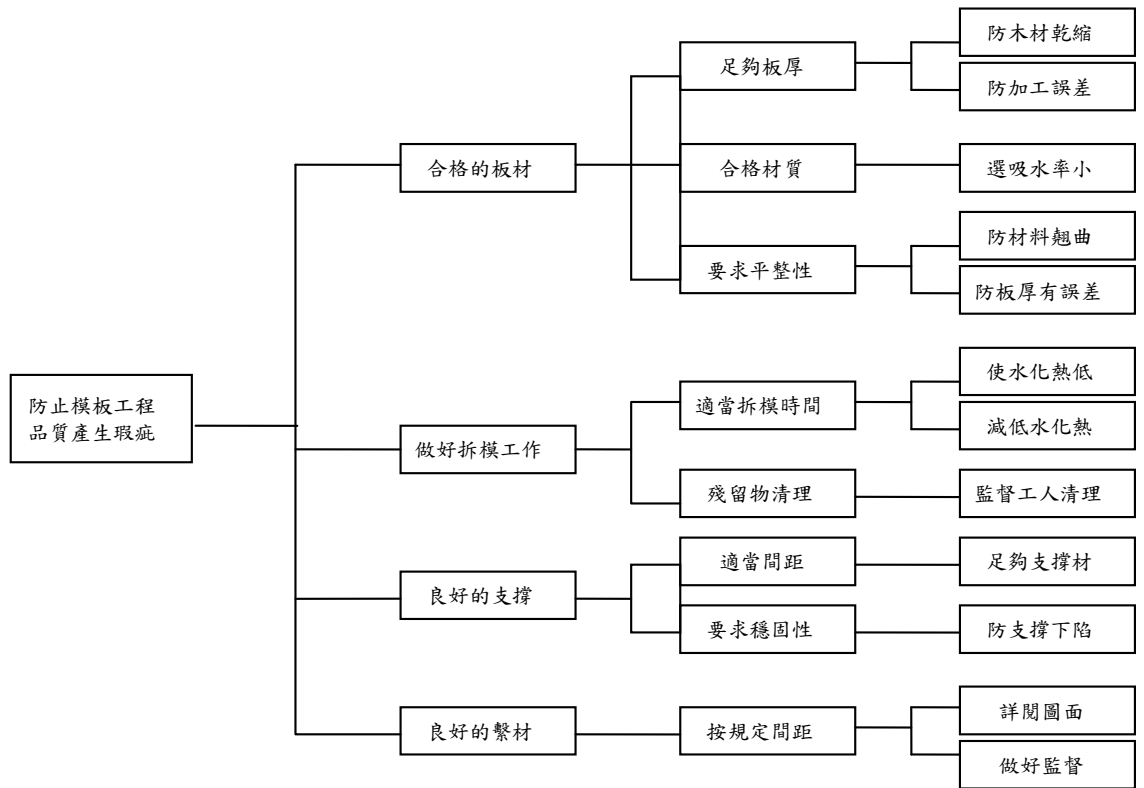 防止模板工程
品質產生瑕疵
合格的板材
足夠板厚
防木材乾縮
防加工誤差
合格材質
選吸水率小
要求平整性
防材料翹曲
防板厚有誤差
做好拆模工作
適當拆模時間
使水化熱低
減低水化熱
殘留物清理
監督工人清理
良好的支撐
適當間距
足夠支撐材
要求穩固性
防支撐下陷
良好的繫材
按規定間距
詳閱圖面
做好監督